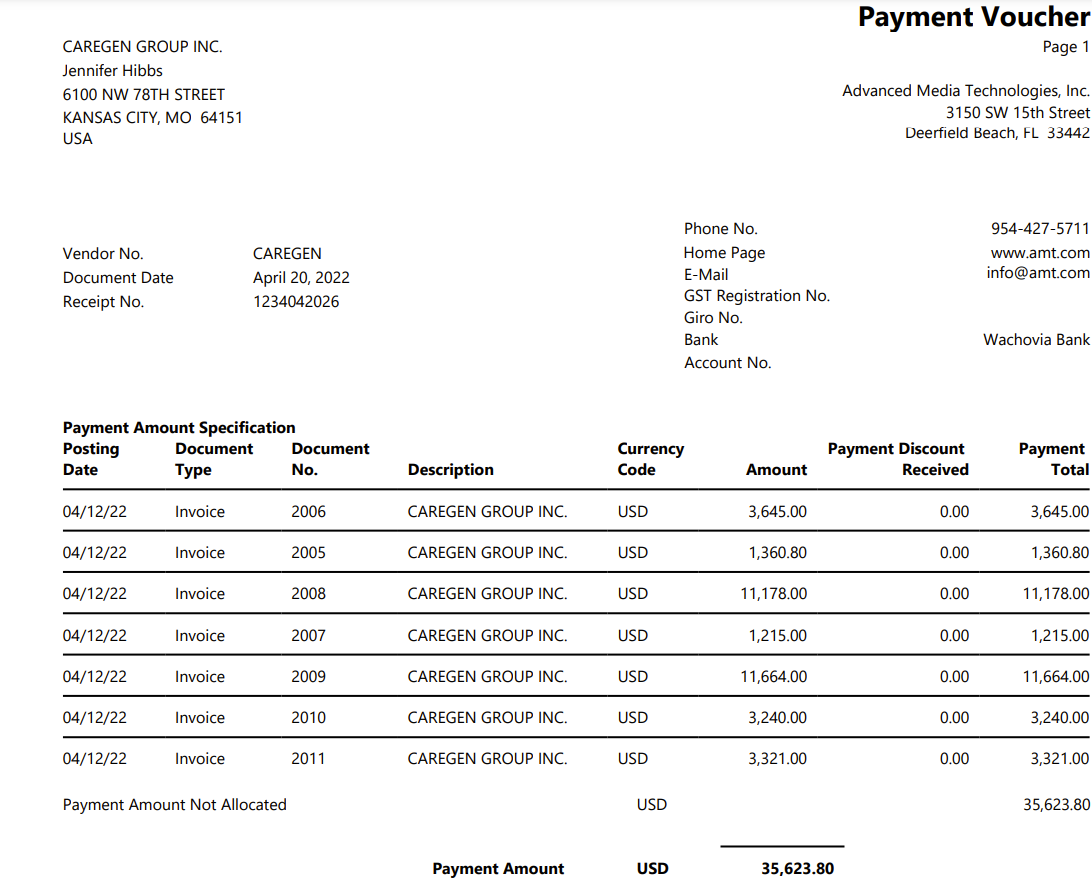 Payment Voucher
Page 1
CAREGEN GROUP INC.
Jennifer Hibbs
6100 NW 78TH STREET
KANSAS CITY, MO  64151
USA
Advanced Media Technologies, Inc.
3150 SW 15th Street
Deerfield Beach, FL  33442
Vendor No. CAREGEN
Document Date April 20, 2022
Receipt No. 1234042026
Phone No. 954-427-5711
Home Page www.amt.com
E-Mail info@amt.com
GST Registration No.
Giro No.
Bank Wachovia Bank
Account No.
Payment Amount Specification
Posting Document Document Currency Payment Discount Payment
Date Type No. Description Code Amount Received Total
04/12/22 Invoice 2006 CAREGEN GROUP INC. USD 3,645.00 0.00 3,645.00
04/12/22 Invoice 2005 CAREGEN GROUP INC. USD 1,360.80 0.00 1,360.80
04/12/22 Invoice 2008 CAREGEN GROUP INC. USD 11,178.00 0.00 11,178.00
04/12/22 Invoice 2007 CAREGEN GROUP INC. USD 1,215.00 0.00 1,215.00
04/12/22 Invoice 2009 CAREGEN GROUP INC. USD 11,664.00 0.00 11,664.00
04/12/22 Invoice 2010 CAREGEN GROUP INC. USD 3,240.00 0.00 3,240.00
04/12/22 Invoice 2011 CAREGEN GROUP INC. USD 3,321.00 0.00 3,321.00
Payment Amount Not Allocated USD 35,623.80
Payment Amount USD 35,623.80